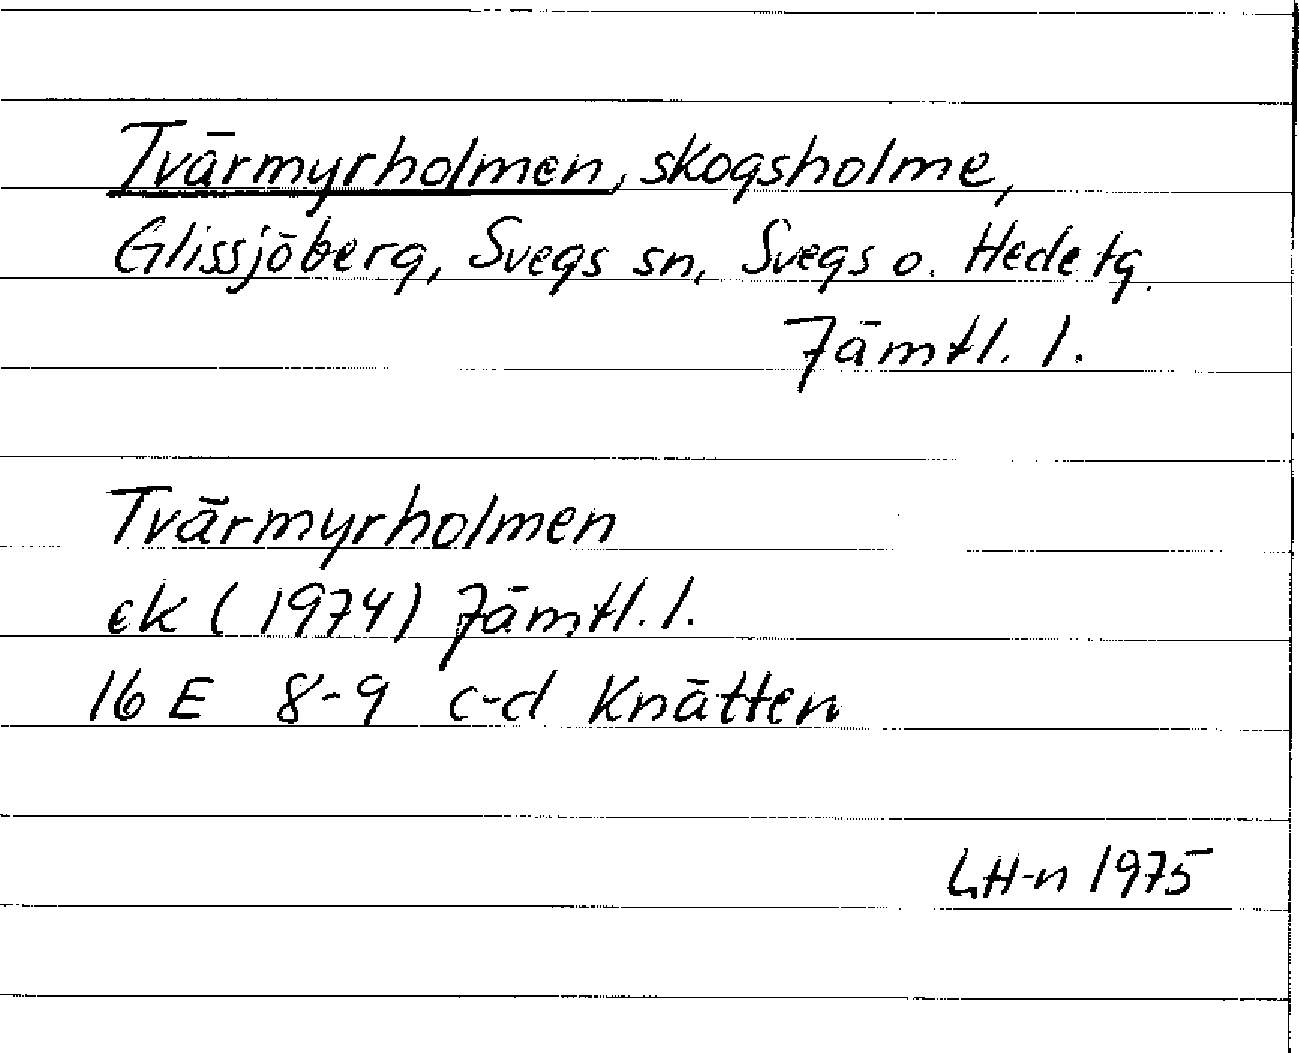 Tvärmyrholmen, skogsholme,
Glissjöberg, Svegs sn, Svegs o. Hede tg.
Jämtl. l.
Tvärmyrholmen
ek (1974) Jämtl. l.
16 E 8-9 c-d Knätten
LH-n 1975